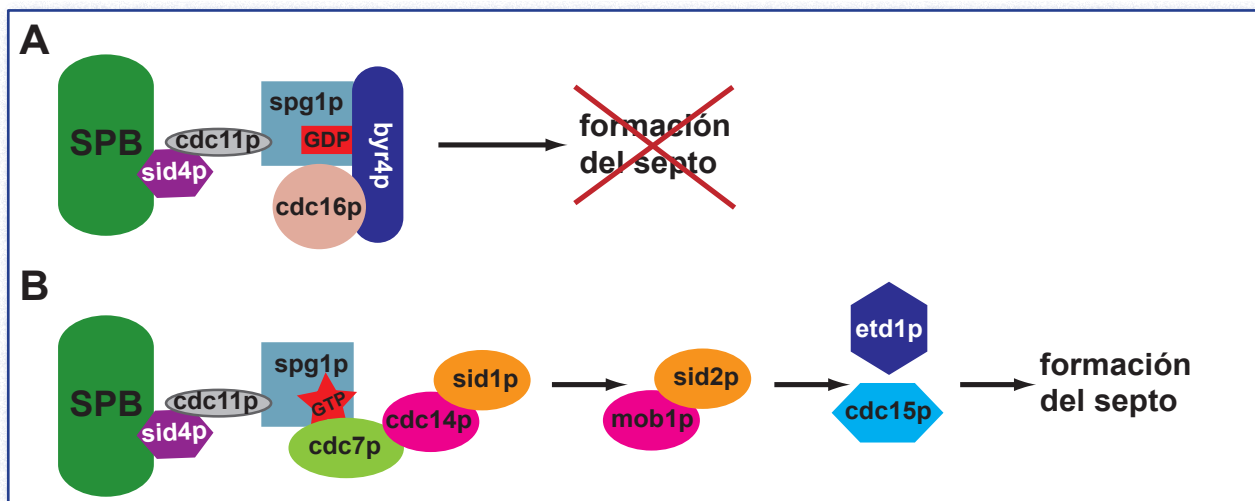 A
SPB
cdc11p
sid4p
spg1p
GDP
cdc16p
byr4p
formación
del septo
B
SPB
cdc11p
sid4p
spg1p
GTP
cdc7p
cdc14p
sid1p
sid2p
mob1p
etd1p
cdc15p
formación
del septo